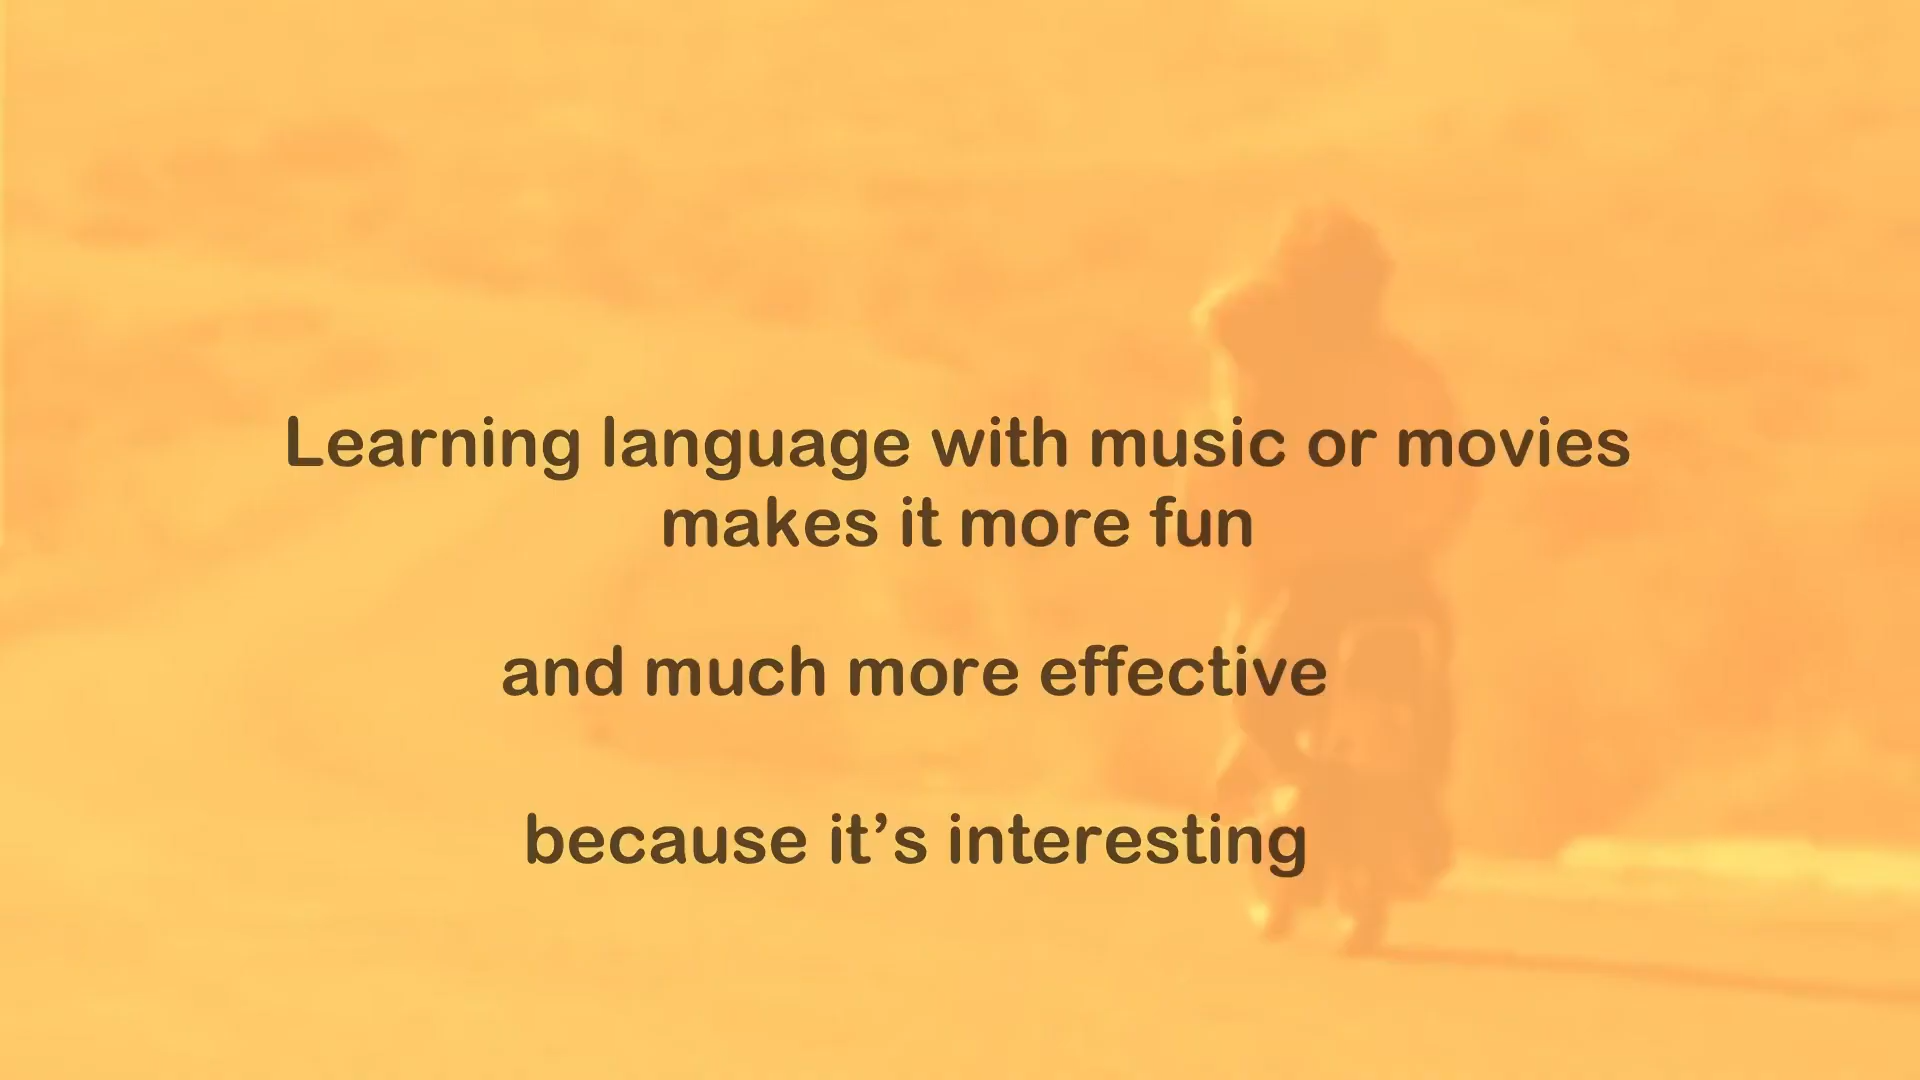 Learning language with music or movies
makes it more fun
and much more effective
because it’s interesting